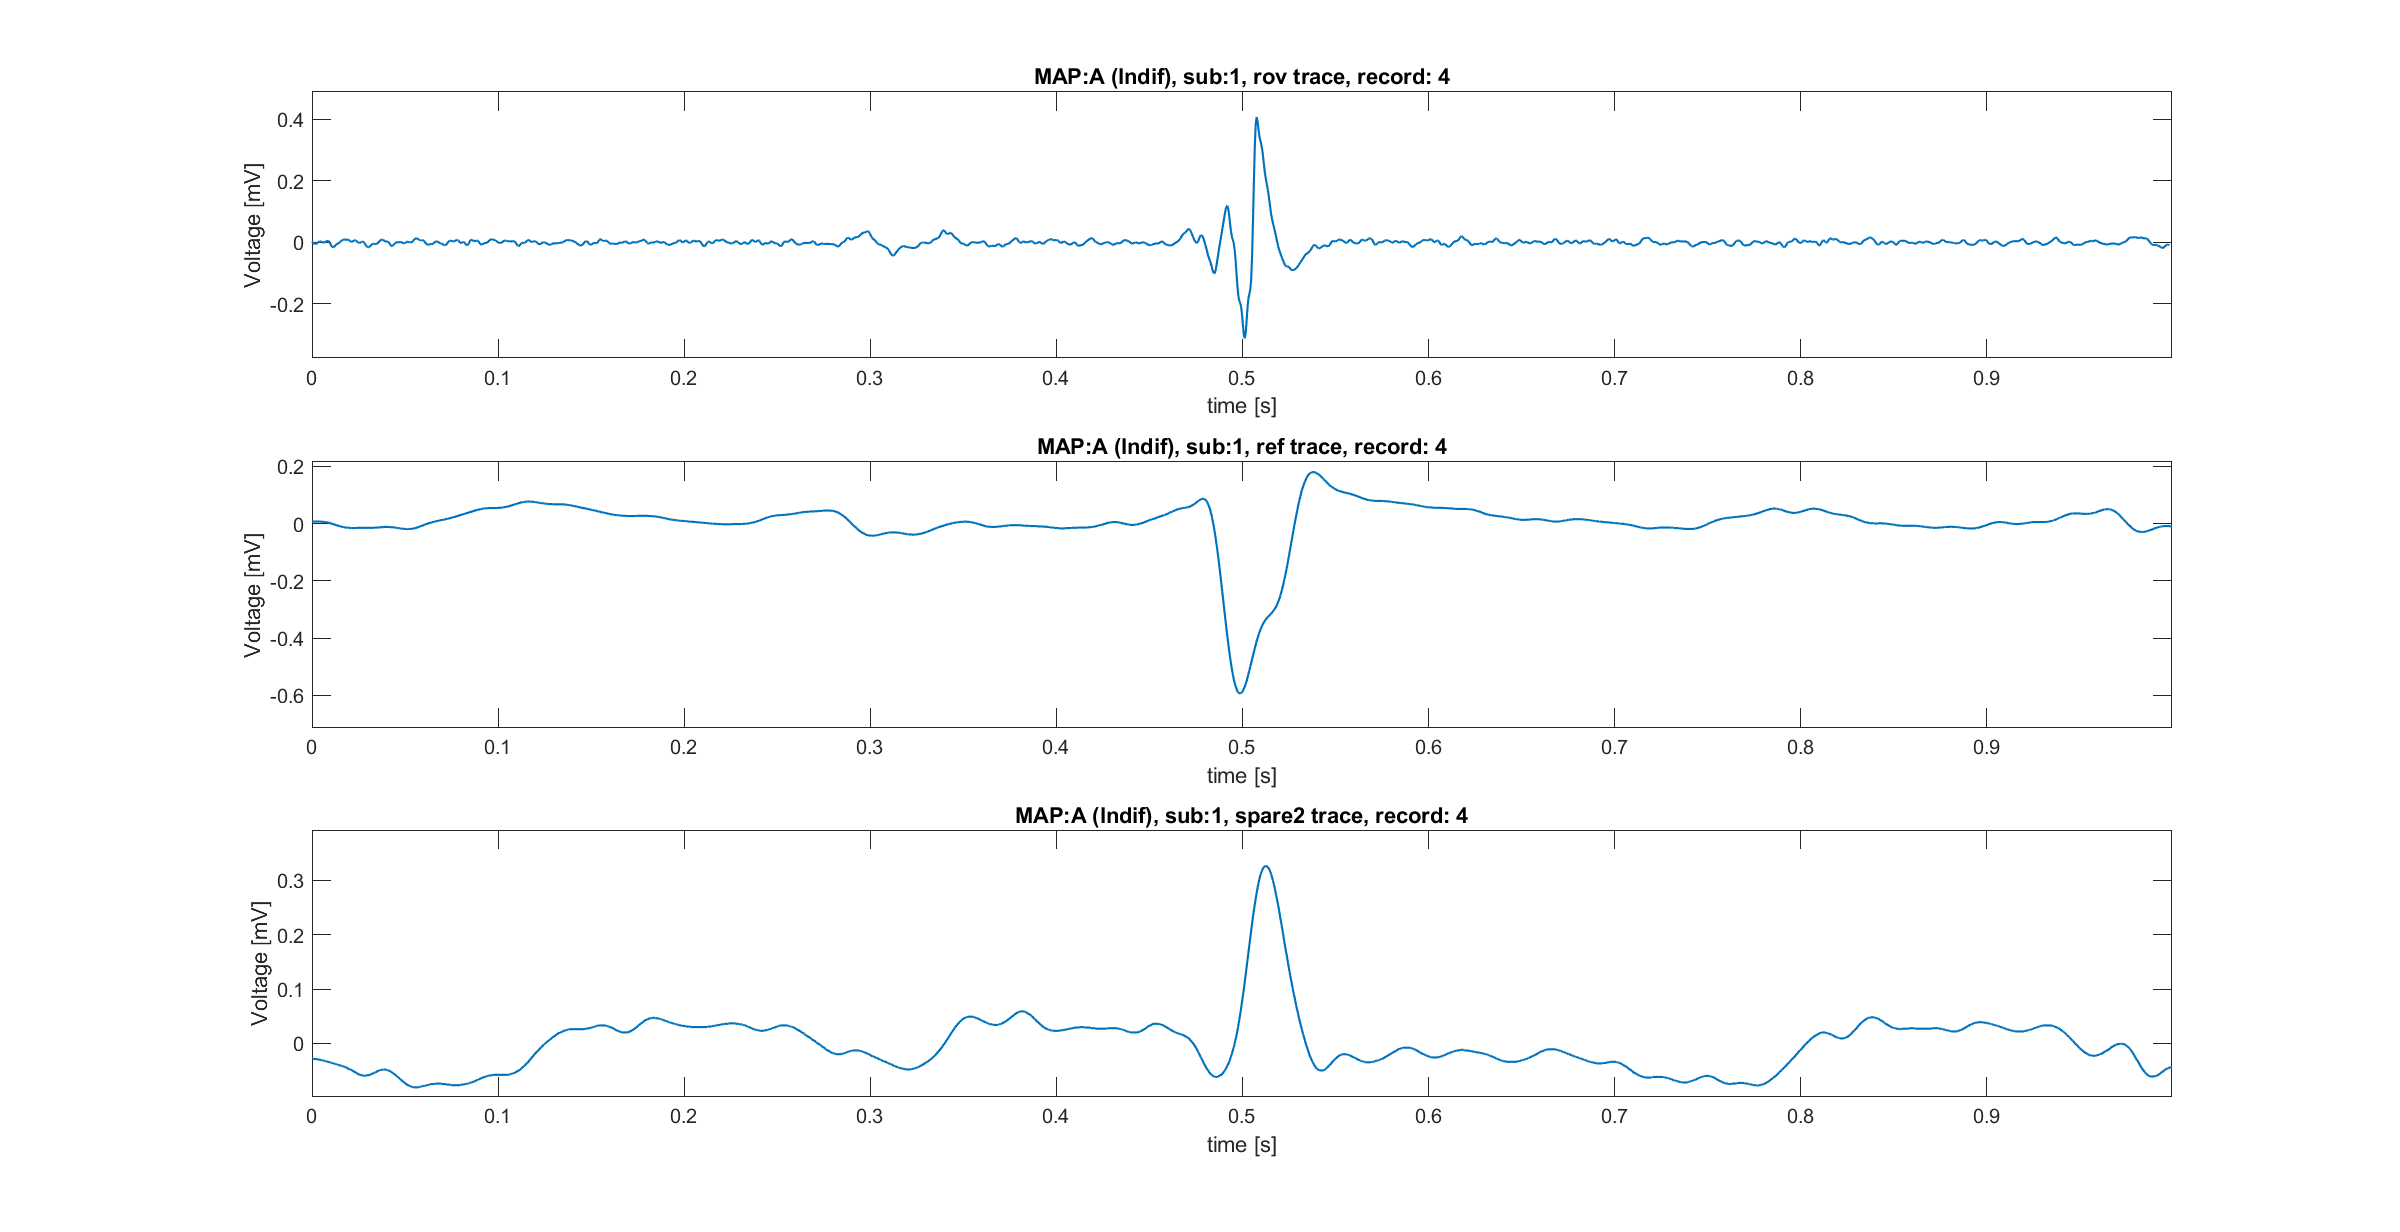 MAP:A (Indif), sub:1, rov trace, record: 4
Voltage [mV]
0.4
0.2
0
-0.2
0 0.1 0.2 0.3 0.4 0.5 0.6 0.7 0.8 0.9
time [s]
MAP:A (Indif), sub:1, ref trace, record: 4
Voltage [mV]
0.2
0
-0.2
-0.4
-0.6
0 0.1 0.2 0.3 0.4 0.5 0.6 0.7 0.8 0.9
time [s]
MAP:A (Indif), sub:1, spare2 trace, record: 4
Voltage [mV]
0.3
0.2
0.1
0
0 0.1 0.2 0.3 0.4 0.5 0.6 0.7 0.8 0.9
time [s]